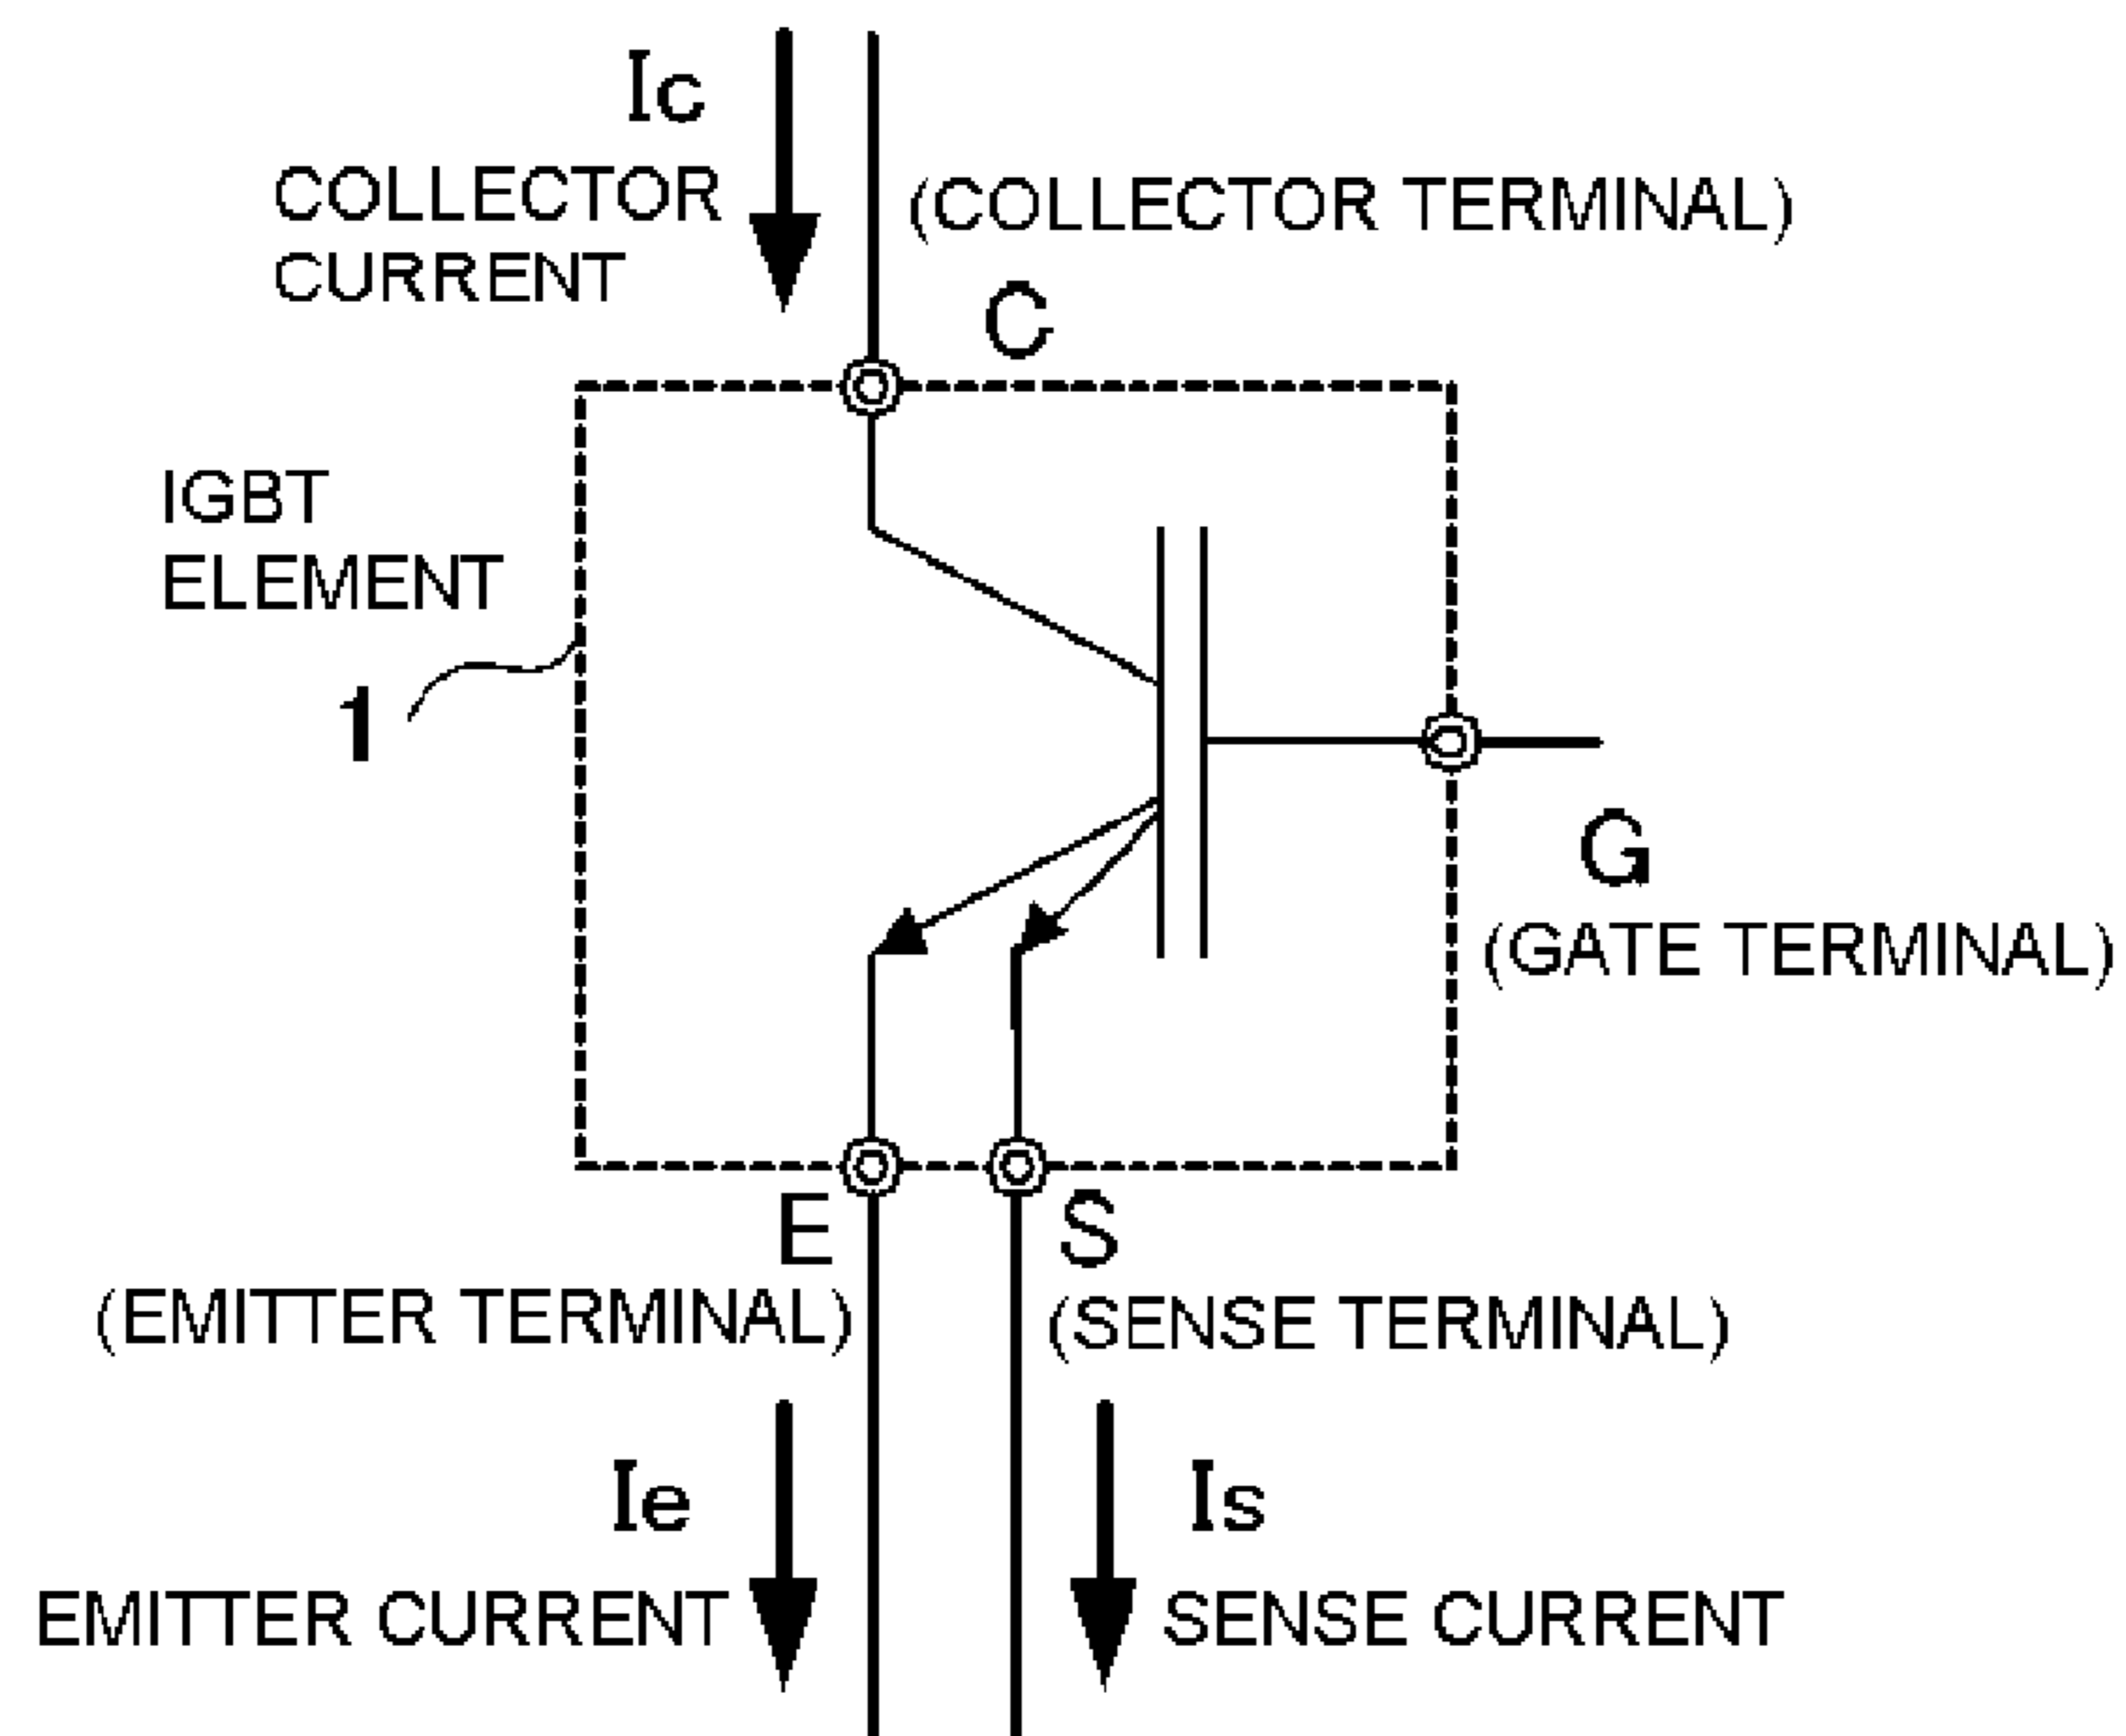 Ic
COLLECTOR
CURRENT
(COLLECTOR TERMINAL)
C
IGBT
ELEMENT
1
G
(GATE TERMINAL)
E
S
(EMITTER TERMINAL)
(SENSE TERMINAL)
Ie
Is
EMITTER CURRENT
SENSE CURRENT